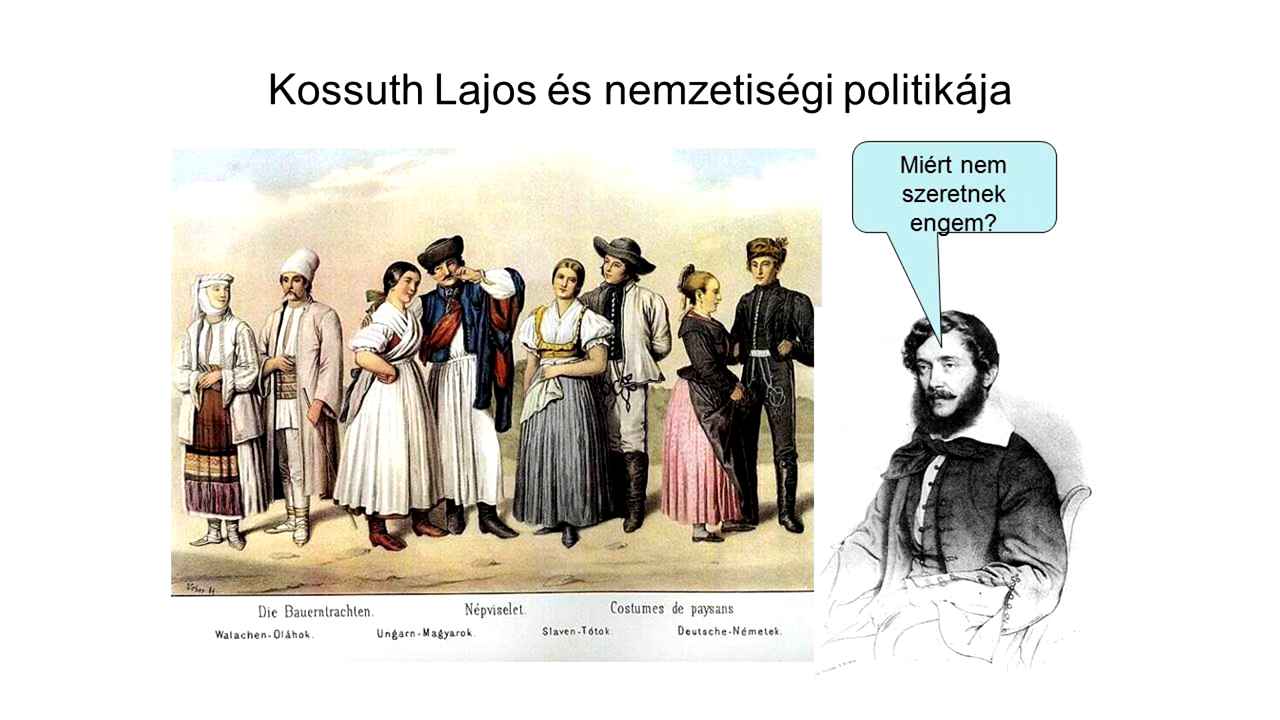 Kossuth Lajos és nemzetiségi politikája
Miért nem
szeretnek
engem?
Die Bauerntrachten. Népviselet. Costumes de paysans
Walachen-Oláhok. Ungarn-Magyarok. Slaven-Tótok. Deutsche-Németek.